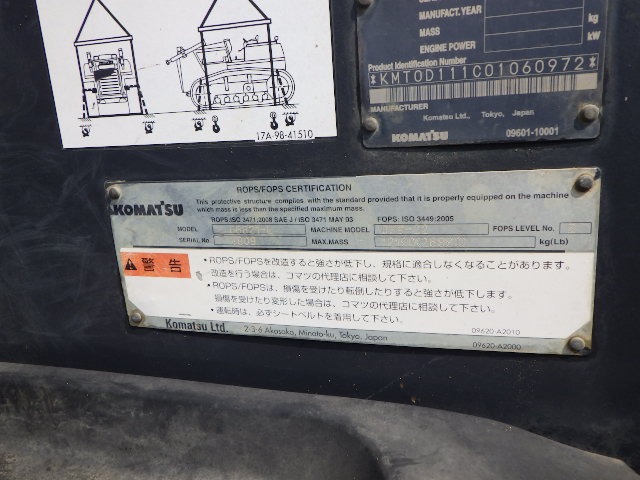 MANUFACT. YEAR
MASS kg
ENGINE POWER
Product Identification Number
*KMT0D111C01060972*
MANUFACTURER
Komatsu Ltd., Tokyo, Japan
KOMATSU 09601-10001
17A-98-41510
ROPS/FOPS CERTIFICATION
KOMATSU
This protective structure complies with the standard provided that it is properly equipped on the machine
which mass is less than the specified maximum mass.
ROPS:ISO 3471:2008 SAE J / ISO 3471 MAY 03 FOPS: ISO 3449:2005
MODEL MACHINE MODEL FOPS LEVEL No.
SERIAL No. MAX.MASS kg(Lb)
警告
・ROPS/FOPSを改造すると強さが低下し、規格に適合しなくなることがあります。
改造を行う場合は、コマツの代理店に相談して下さい。
・ROPS/FOPSは、損傷を受けたり転倒したりすると強さが低下します。
損傷を受けたり変形した場合は、コマツの代理店に相談して下さい。
・運転時は、必ずシートベルトを着用して下さい。
09620-A2010
Komatsu Ltd. 2-3-6 Akasaka, Minato-ku, Tokyo, Japan
09620-A2000